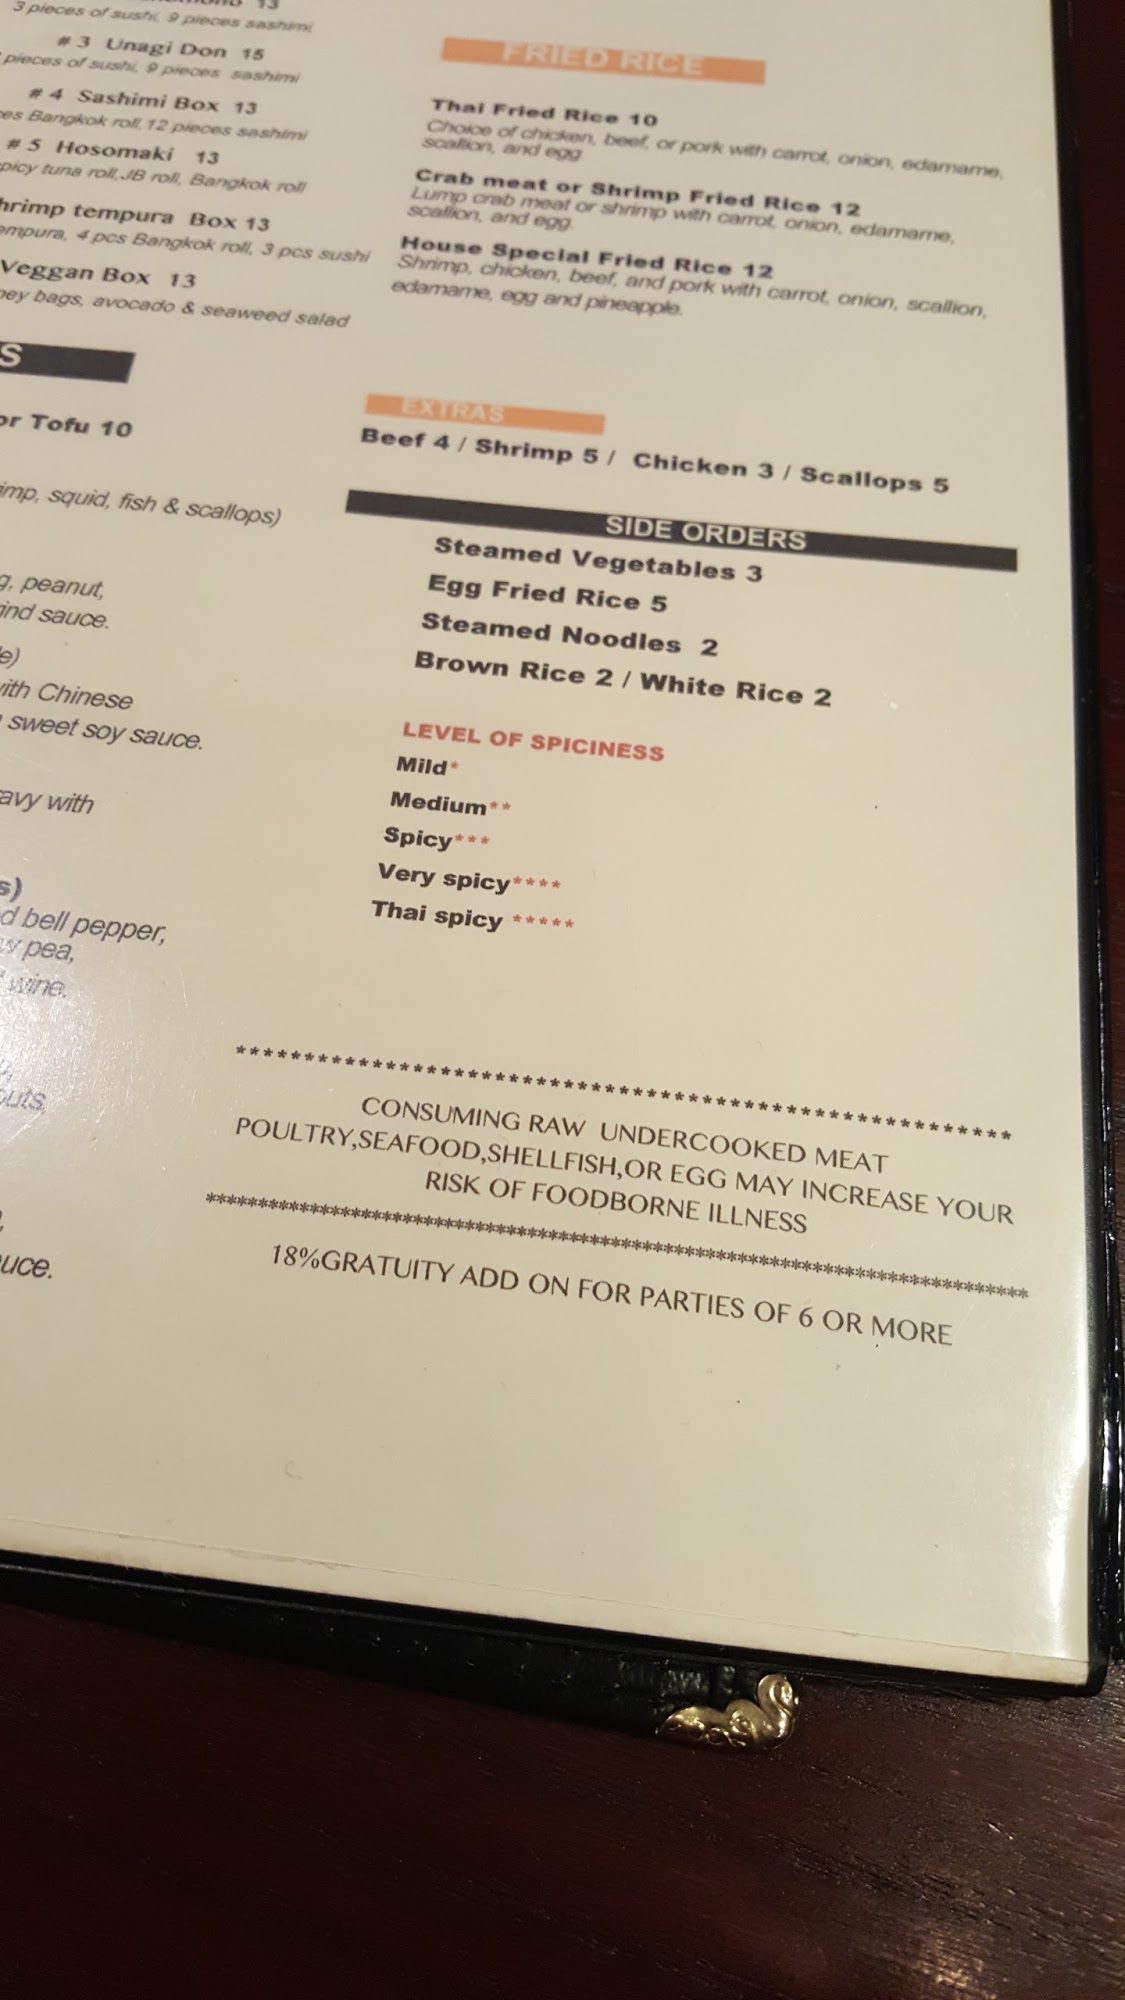 13
3 pieces of sushi, 9 pieces sashimi
# 3 Unagi Don 15
pieces of sushi, 9 pieces sashimi
# 4 Sashimi Box 13
Bangkok roll, 12 pieces sashimi
# 5 Hosomaki 13
tuna roll, JB roll, Bangkok roll
tempura Box 13
4 pcs Bangkok roll, 3 pcs sushi
Veggan Box 13
bags, avocado & seaweed salad
S
or Tofu 10
squid, fish & scallops)
peanut,
sauce.
with Chinese
sweet soy sauce.
with
bell pepper,
pea,
wine.
FRIED RICE
Thai Fried Rice 10
Choice of chicken, beef, or pork with carrot, onion, edamame,
scallion, and egg
Crab meat or Shrimp Fried Rice 12
Lump crab meat or shrimp with carrot, onion, edamame,
scallion, and egg.
House Special Fried Rice 12
Shrimp, chicken, beef, and pork with carrot, onion, scallion,
edamame, egg and pineapple.
EXTRAS
Beef 4 / Shrimp 5 / Chicken 3 / Scallops 5
SIDE ORDERS
Steamed Vegetables 3
Egg Fried Rice 5
Steamed Noodles 2
Brown Rice 2 / White Rice 2
LEVEL OF SPICINESS
Mild*
Medium**
Spicy***
Very spicy****
Thai spicy *****
CONSUMING RAW UNDERCOOKED MEAT
POULTRY,SEAFOOD,SHELLFISH,OR EGG MAY INCREASE YOUR
RISK OF FOODBORNE ILLNESS
18%GRATUITY ADD ON FOR PARTIES OF 6 OR MORE